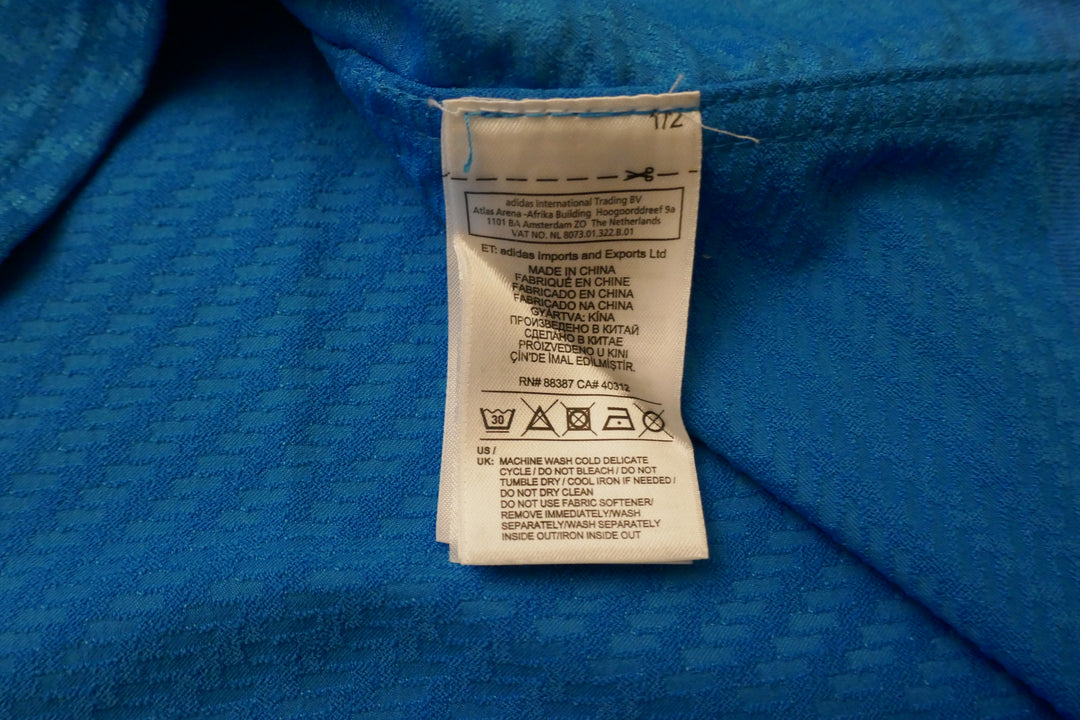 1/2
adidas International Trading BV
Atlas Arena -Afrika Building Hoogoorddreef 9a
1101 BA Amsterdam ZO The Netherlands
VAT NO. NL 8073.01.322.B.01
ET: adidas Imports and Exports Ltd
MADE IN CHINA
FABRIQUÉ EN CHINE
FABRICADO EN CHINA
FABRICADO NA CHINA
GYÁRTVA: KÍNA
ПРОИЗВЕДЕНО В КИТАЙ
СДЕЛАНО В КИТАЕ
PROIZVEDENO U KINI
ÇİN'DE İMAL EDİLMİŞTİR.
RN# 88387 CA# 40312
30
US /
UK: MACHINE WASH COLD DELICATE
CYCLE / DO NOT BLEACH / DO NOT
TUMBLE DRY / COOL IRON IF NEEDED /
DO NOT DRY CLEAN
DO NOT USE FABRIC SOFTENER/
REMOVE IMMEDIATELY/WASH
SEPARATELY/WASH SEPARATELY
INSIDE OUT/IRON INSIDE OUT